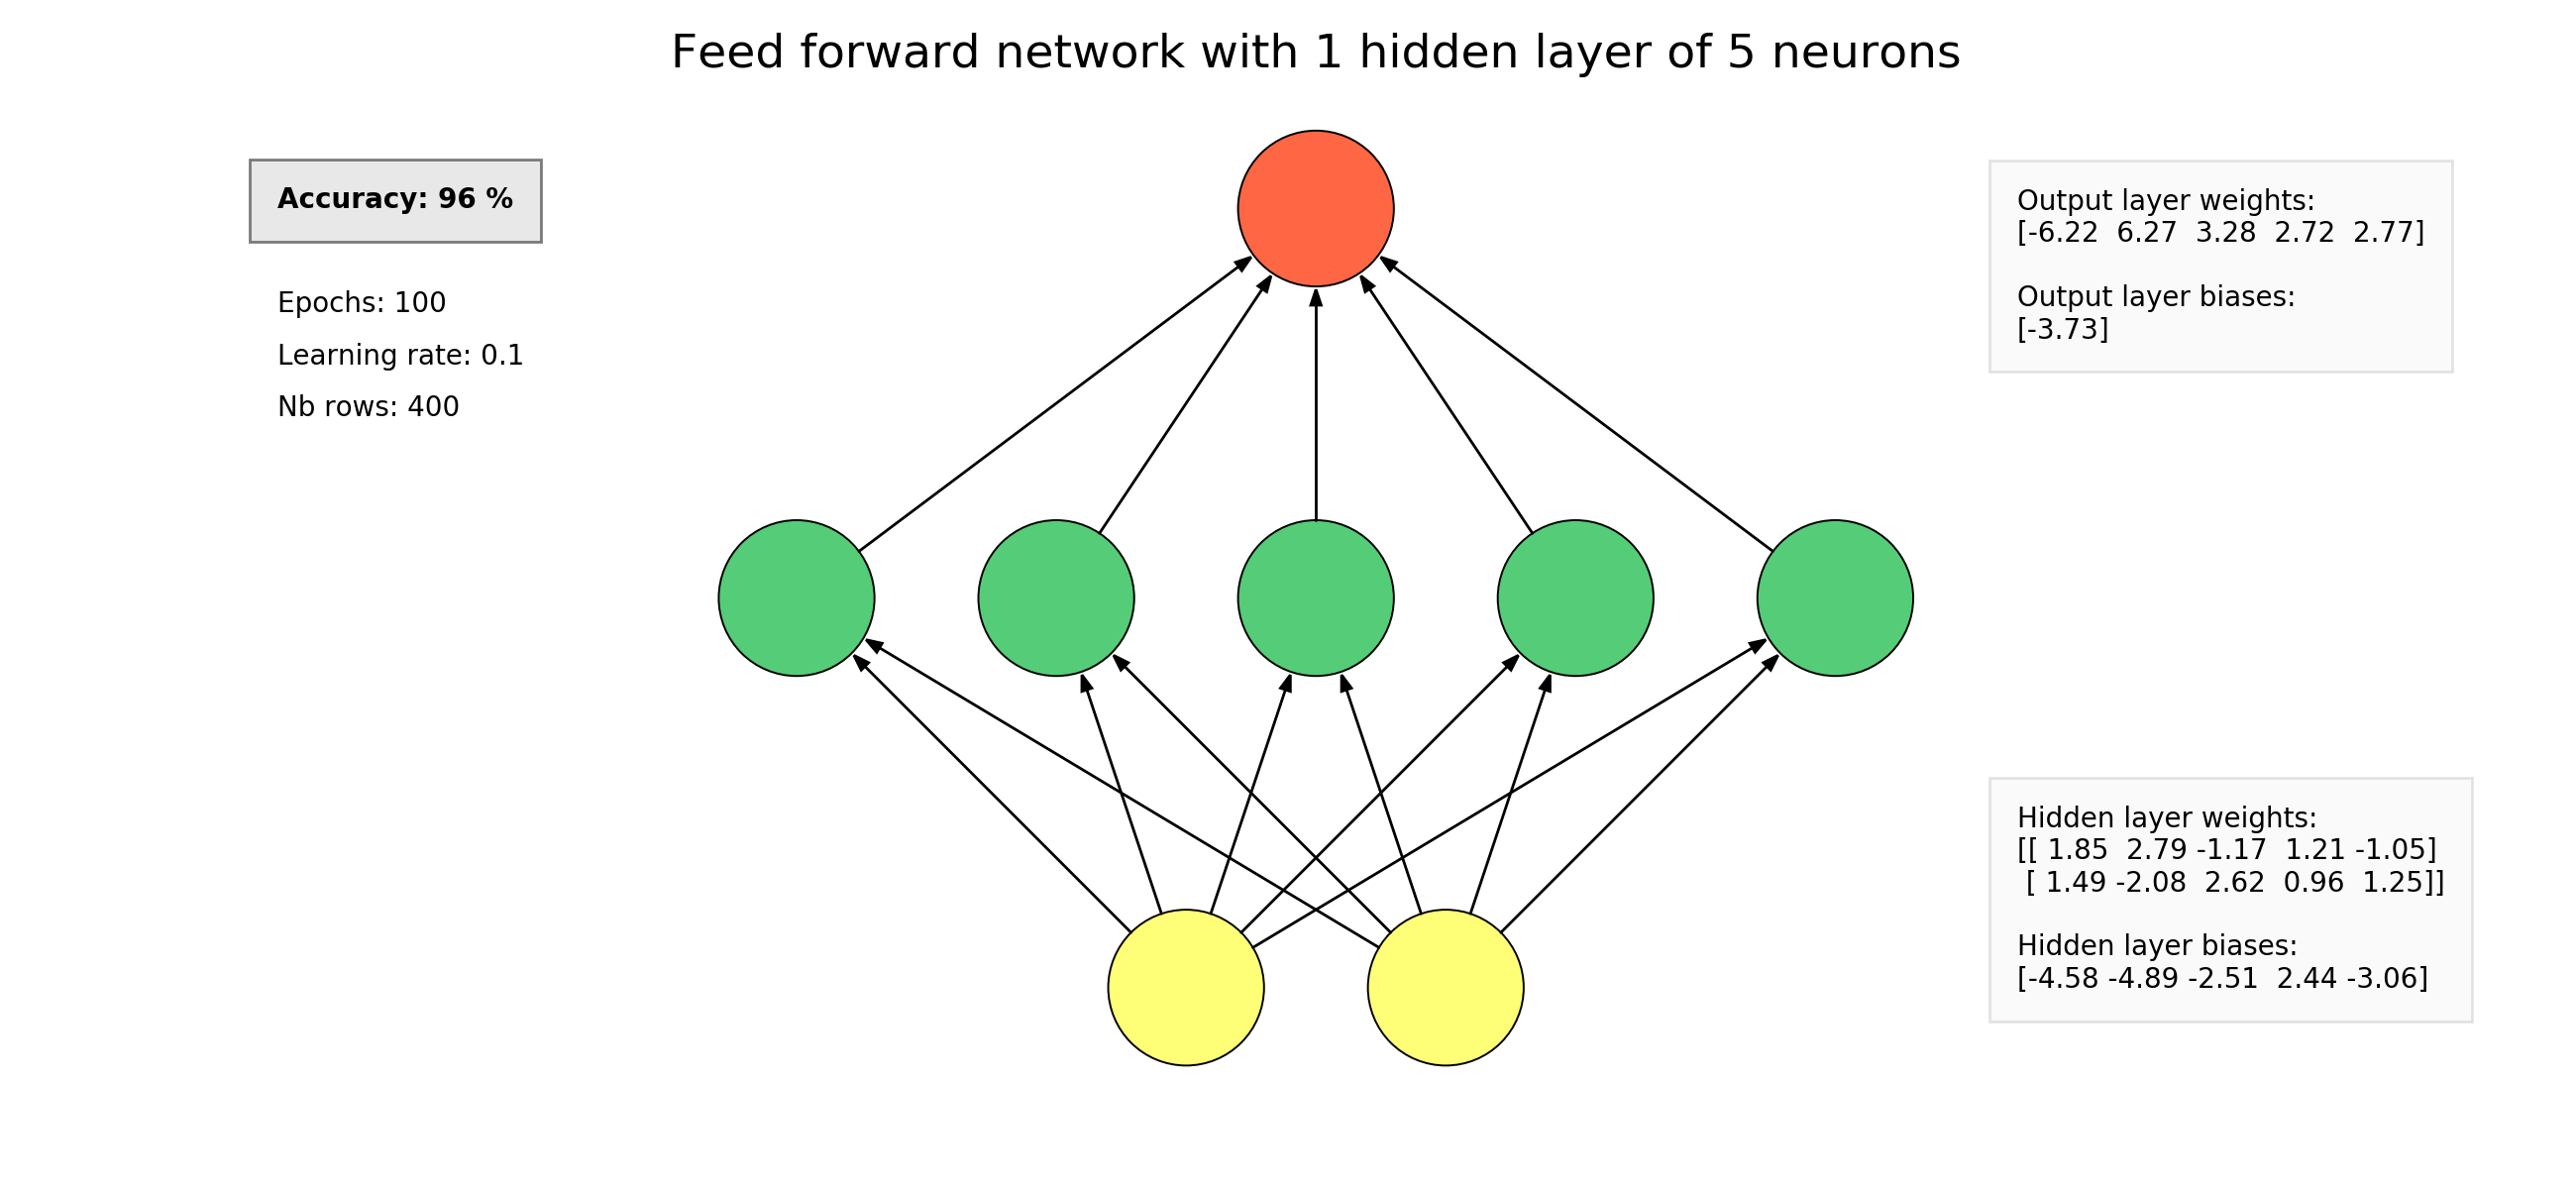 Feed forward network with 1 hidden layer of 5 neurons
Accuracy: 96 %
Epochs: 100
Learning rate: 0.1
Nb rows: 400
Output layer weights:
[-6.22  6.27  3.28  2.72  2.77]
Output layer biases:
[-3.73]
Hidden layer weights:
[[ 1.85  2.79 -1.17  1.21 -1.05]
 [ 1.49 -2.08  2.62  0.96  1.25]]
Hidden layer biases:
[-4.58 -4.89 -2.51  2.44 -3.06]